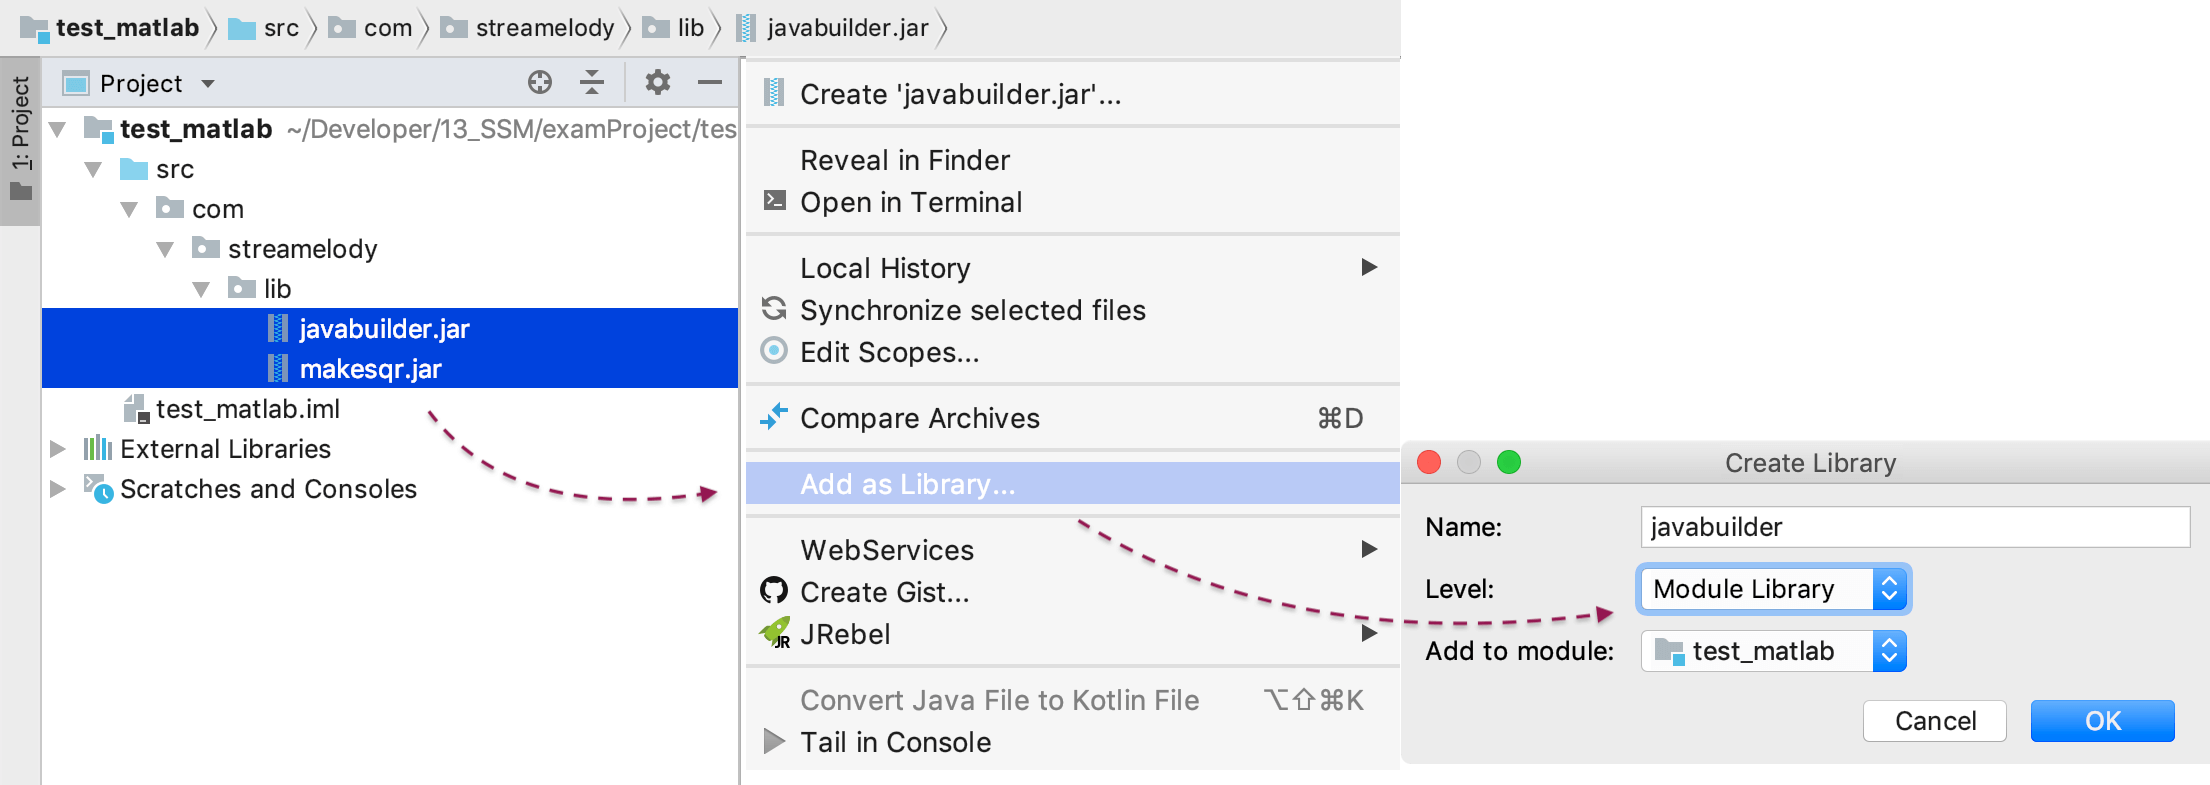 test_matlab src com streamelody lib javabuilder.jar
1: Project
Project
test_matlab ~/Developer/13_SSM/examProject/tes
src
com
streamelody
lib
javabuilder.jar
makesqr.jar
test_matlab.iml
External Libraries
Scratches and Consoles
Create 'javabuilder.jar'...
Reveal in Finder
Open in Terminal
Local History
Synchronize selected files
Edit Scopes...
Compare Archives ⌘D
Add as Library...
WebServices
Create Gist...
JRebel
Convert Java File to Kotlin File ⌥⇧⌘K
Tail in Console
Create Library
Name: javabuilder
Level: Module Library
Add to module: test_matlab
Cancel OK